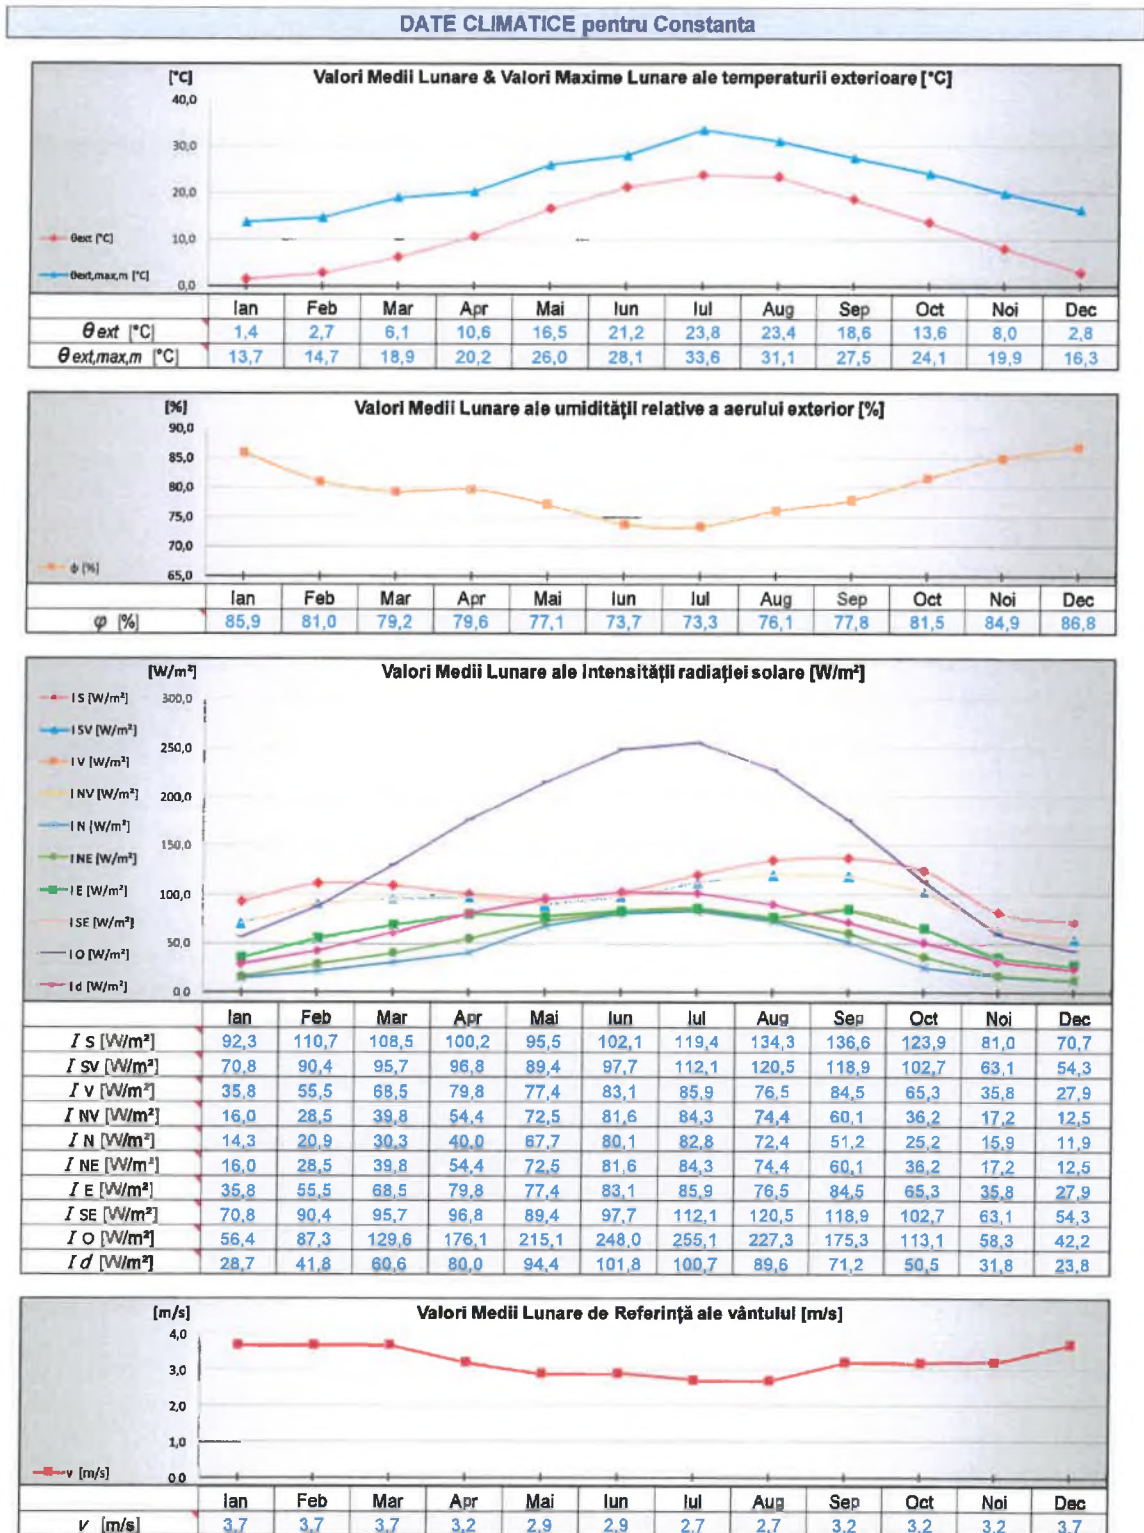 DATE CLIMATICE pentru Constanta
[°C] Valori Medii Lunare & Valori Maxime Lunare ale temperaturii exterioare [°C]
40,0
30,0
20,0
θext [°C] 10,0
θext,max,m [°C]
0,0
Ian Feb Mar Apr Mai Iun Iul Aug Sep Oct Noi Dec
θ ext [°C] 1,4 2,7 6,1 10,6 16,5 21,2 23,8 23,4 18,6 13,6 8,0 2,8
θ ext,max,m [°C] 13,7 14,7 18,9 20,2 26,0 28,1 33,6 31,1 27,5 24,1 19,9 16,3
[%] Valori Medii Lunare ale umidității relative a aerului exterior [%]
90,0
85,0
80,0
75,0
70,0
ϕ [%] 65,0
Ian Feb Mar Apr Mai Iun Iul Aug Sep Oct Noi Dec
φ [%] 85,9 81,0 79,2 79,6 77,1 73,7 73,3 76,1 77,8 81,5 84,9 86,8
[W/m²] Valori Medii Lunare ale Intensității radiației solare [W/m²]
I S [W/m²] 300,0
I SV [W/m²]
250,0
I V [W/m²]
I NV [W/m²] 200,0
I N [W/m²]
150,0
I NE [W/m²]
I E [W/m²] 100,0
I SE [W/m²]
50,0
I O [W/m²]
I d [W/m²] 0,0
Ian Feb Mar Apr Mai Iun Iul Aug Sep Oct Noi Dec
I S [W/m²] 92,3 110,7 108,5 100,2 95,5 102,1 119,4 134,3 136,6 123,9 81,0 70,7
I SV [W/m²] 70,8 90,4 95,7 96,8 89,4 97,7 112,1 120,5 118,9 102,7 63,1 54,3
I V [W/m²] 35,8 55,5 68,5 79,8 77,4 83,1 85,9 76,5 84,5 65,3 35,8 27,9
I NV [W/m²] 16,0 28,5 39,8 54,4 72,5 81,6 84,3 74,4 60,1 36,2 17,2 12,5
I N [W/m²] 14,3 20,9 30,3 40,0 67,7 80,1 82,8 72,4 51,2 25,2 15,9 11,9
I NE [W/m²] 16,0 28,5 39,8 54,4 72,5 81,6 84,3 74,4 60,1 36,2 17,2 12,5
I E [W/m²] 35,8 55,5 68,5 79,8 77,4 83,1 85,9 76,5 84,5 65,3 35,8 27,9
I SE [W/m²] 70,8 90,4 95,7 96,8 89,4 97,7 112,1 120,5 118,9 102,7 63,1 54,3
I O [W/m²] 56,4 87,3 129,6 176,1 215,1 248,0 255,1 227,3 175,3 113,1 58,3 42,2
I d [W/m²] 28,7 41,8 60,6 80,0 94,4 101,8 100,7 89,6 71,2 50,5 31,8 23,8
[m/s] Valori Medii Lunare de Referință ale vântului [m/s]
4,0
3,0
2,0
1,0
v [m/s] 0,0
Ian Feb Mar Apr Mai Iun Iul Aug Sep Oct Noi Dec
v [m/s] 3,7 3,7 3,7 3,2 2,9 2,9 2,7 2,7 3,2 3,2 3,2 3,7